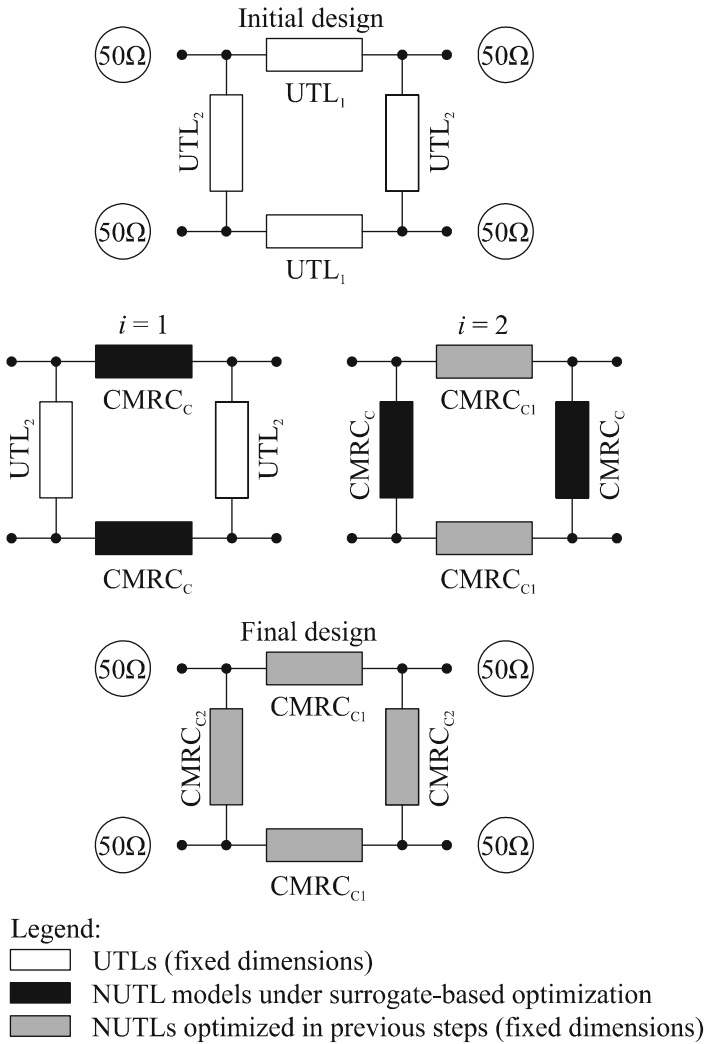 Initial design
50Ω
50Ω
UTL1
UTL2
UTL2
50Ω
50Ω
UTL1
i = 1
i = 2
CMRCC
CMRCC1
UTL2
UTL2
CMRCC
CMRCC
CMRCC
CMRCC1
Final design
50Ω
50Ω
CMRCC1
CMRCC2
CMRCC2
50Ω
50Ω
CMRCC1
Legend:
UTLs (fixed dimensions)
NUTL models under surrogate-based optimization
NUTLs optimized in previous steps (fixed dimensions)